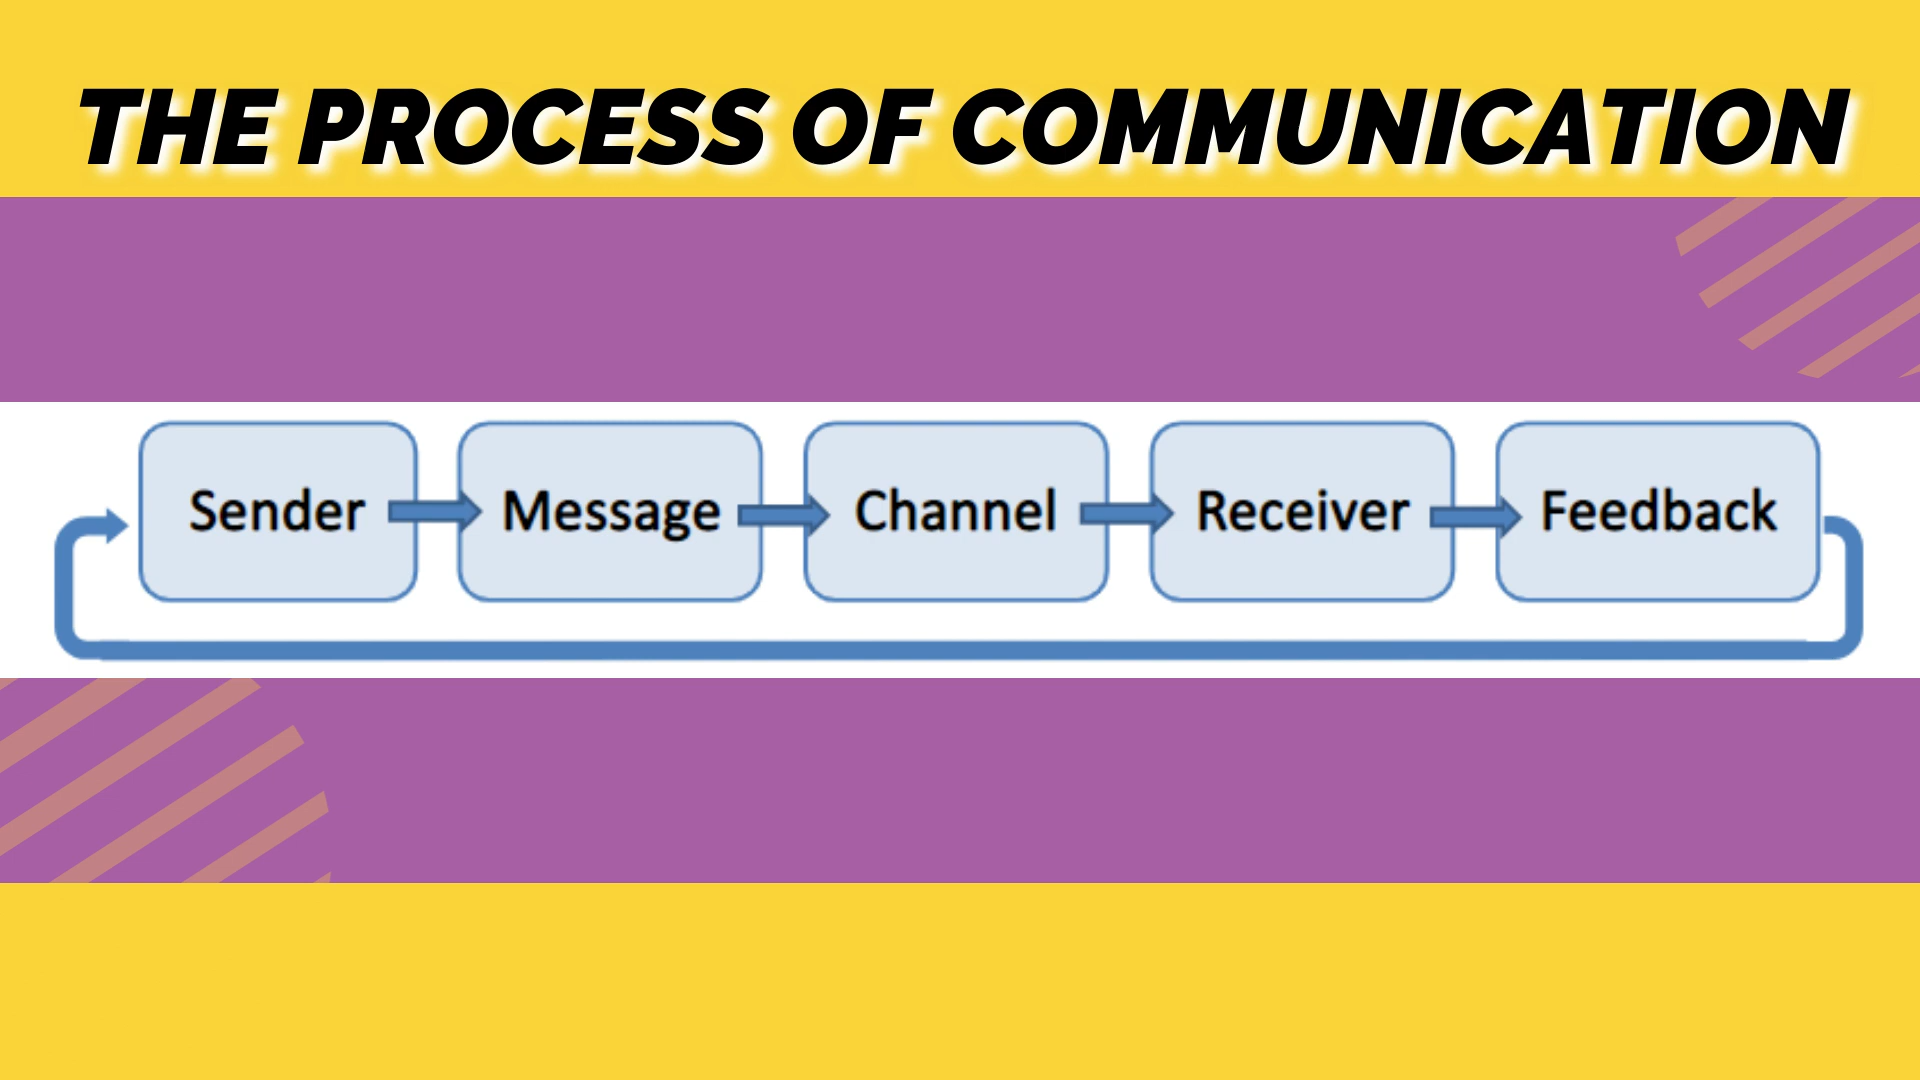 THE PROCESS OF COMMUNICATION
Sender Message Channel Receiver Feedback